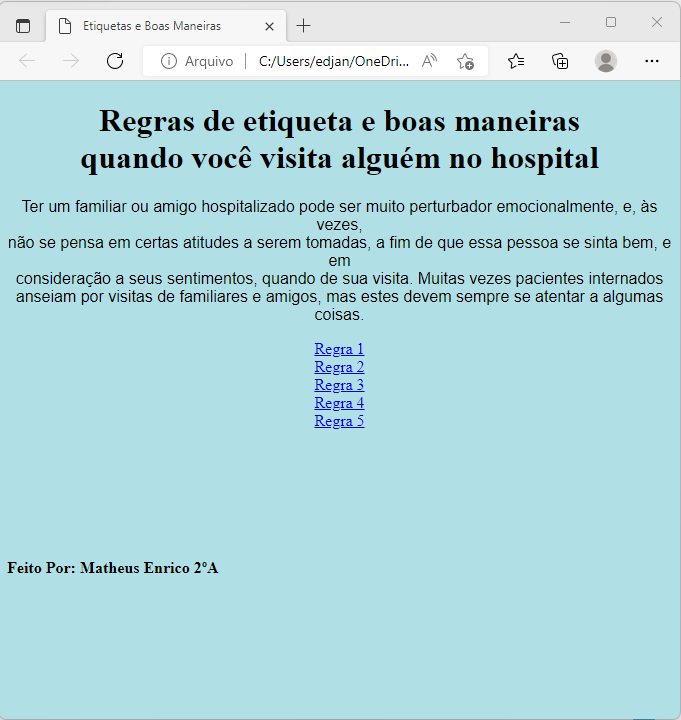 Etiquetas e Boas Maneiras
Arquivo
C:/Users/edjan/OneDri...
Regras de etiqueta e boas maneiras
quando você visita alguém no hospital
Ter um familiar ou amigo hospitalizado pode ser muito perturbador emocionalmente, e, às
vezes,
não se pensa em certas atitudes a serem tomadas, a fim de que essa pessoa se sinta bem, e
em
consideração a seus sentimentos, quando de sua visita. Muitas vezes pacientes internados
anseiam por visitas de familiares e amigos, mas estes devem sempre se atentar a algumas
coisas.
Regra 1
Regra 2
Regra 3
Regra 4
Regra 5
Feito Por: Matheus Enrico 2ºA